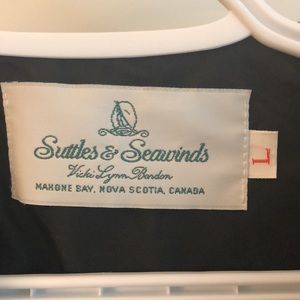 Suttles & Seawinds
Vicki Lynn Bardon
MAHONE BAY, NOVA SCOTIA, CANADA
L